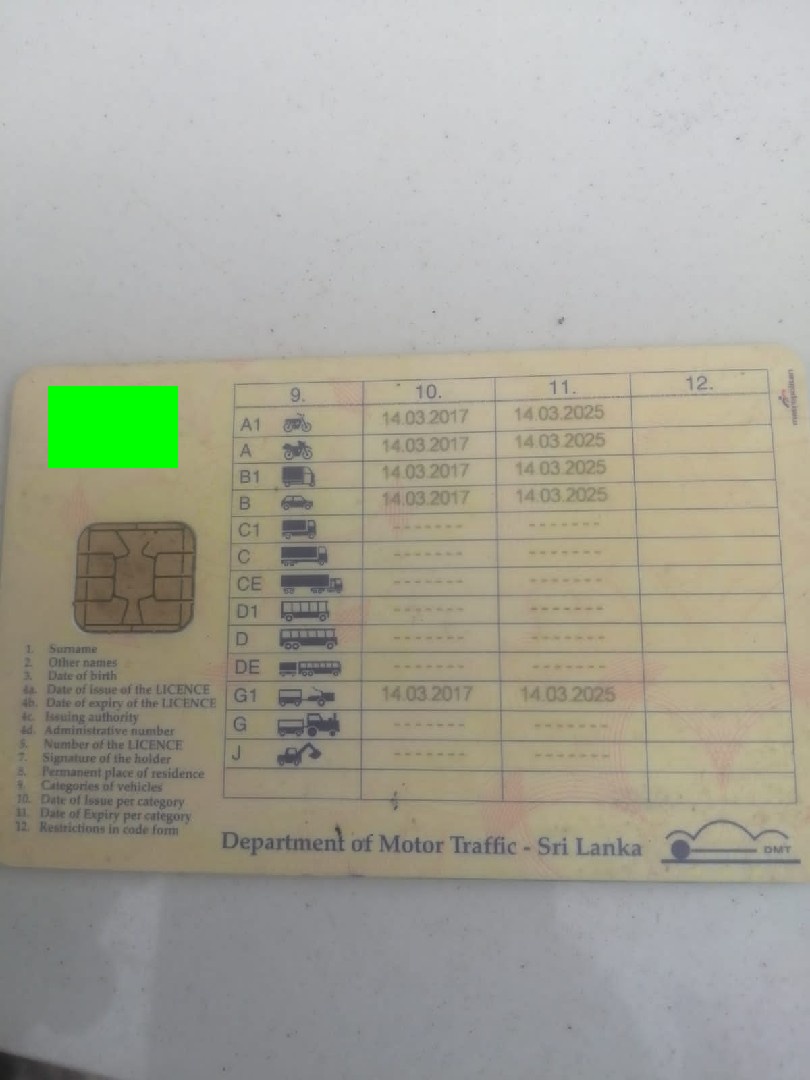 9. 10. 11. 12.
A1 14.03.2017 14.03.2025
A 14.03.2017 14.03.2025
B1 14.03.2017 14.03.2025
B 14.03.2017 14.03.2025
C1 ------- -------
C ------- -------
CE ------- -------
D1 ------- -------
D ------- -------
DE ------- -------
G1 14.03.2017 14.03.2025
G ------- -------
J ------- -------
1. Surname
2. Other names
3. Date of birth
4a. Date of issue of the LICENCE
4b. Date of expiry of the LICENCE
4c. Issuing authority
4d. Administrative number
5. Number of the LICENCE
7. Signature of the holder
8. Permanent place of residence
9. Categories of vehicles
10. Date of Issue per category
11. Date of Expiry per category
12. Restrictions in code form
Department of Motor Traffic - Sri Lanka
DMT
metropolitan